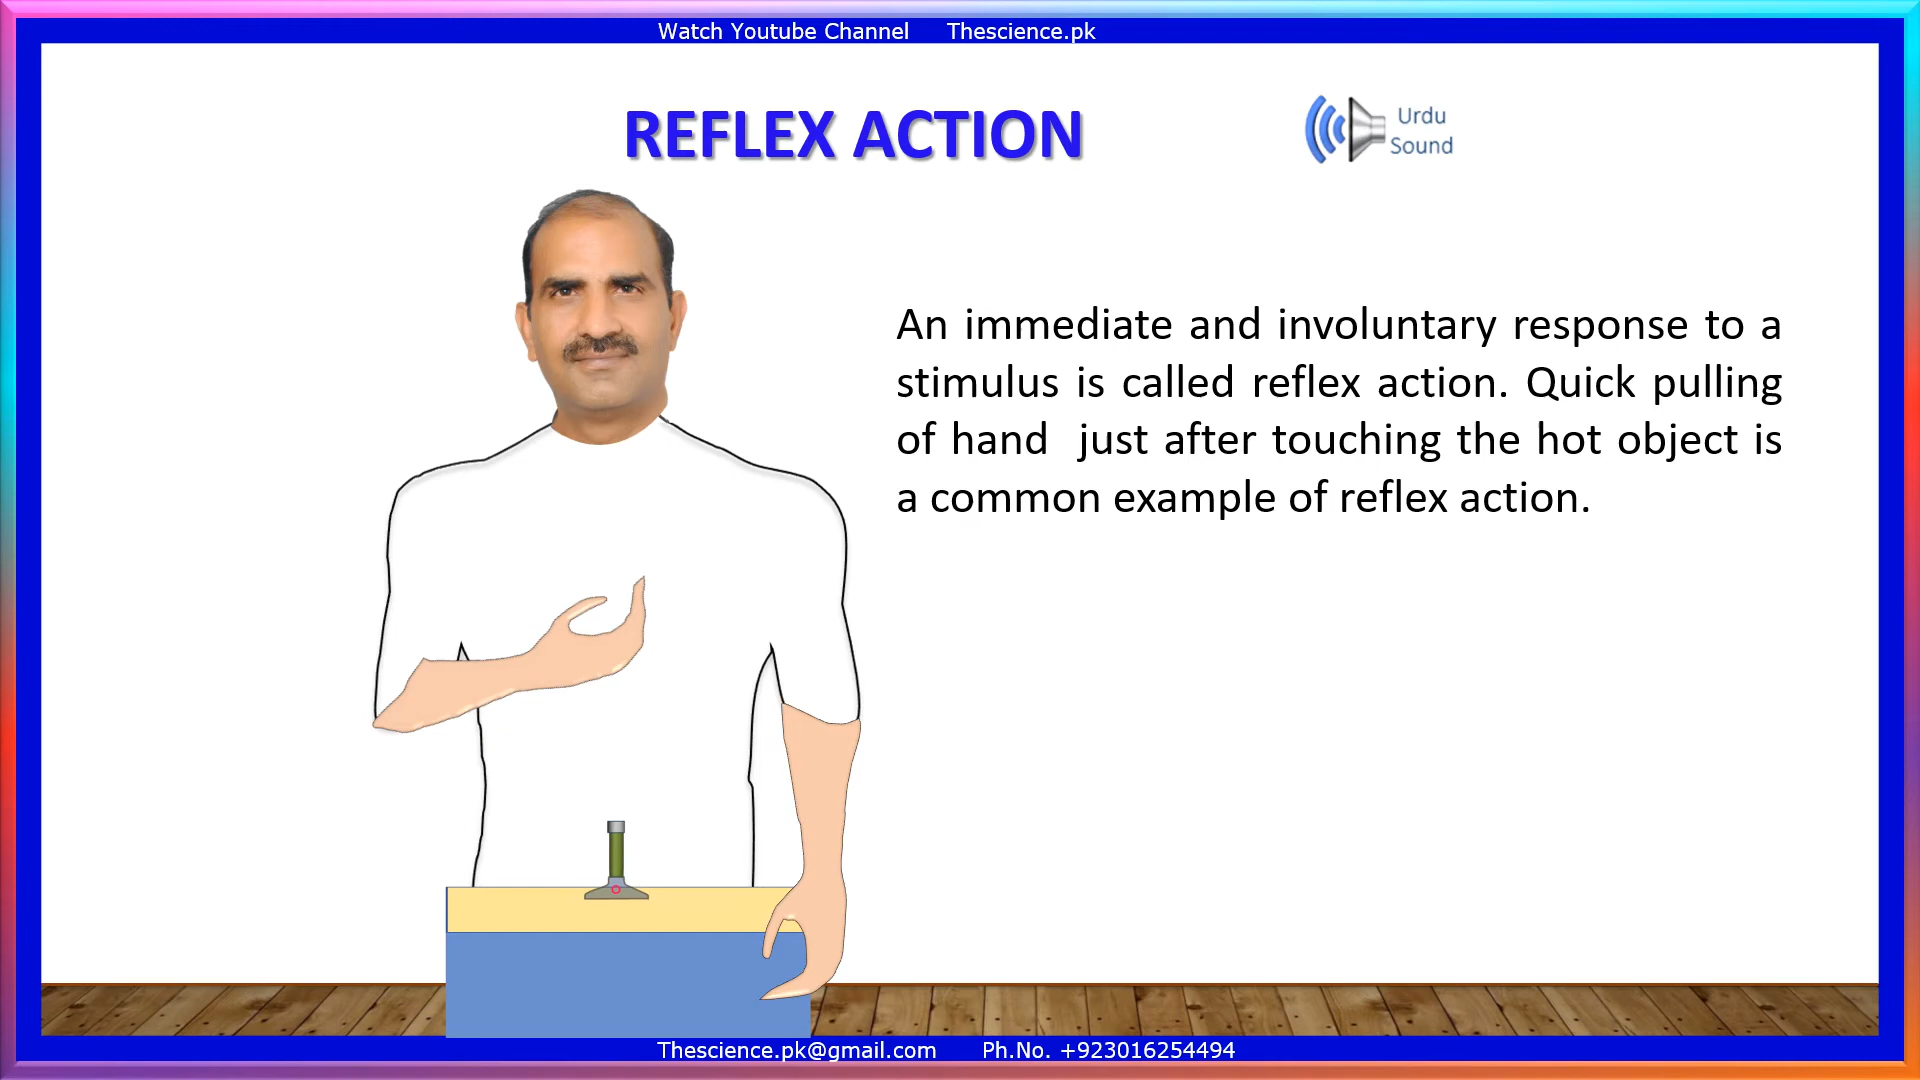 Watch Youtube Channel Thescience.pk
REFLEX ACTION
Urdu
Sound
An immediate and involuntary response to a
stimulus is called reflex action. Quick pulling
of hand just after touching the hot object is
a common example of reflex action.
Thescience.pk@gmail.com Ph.No. +923016254494